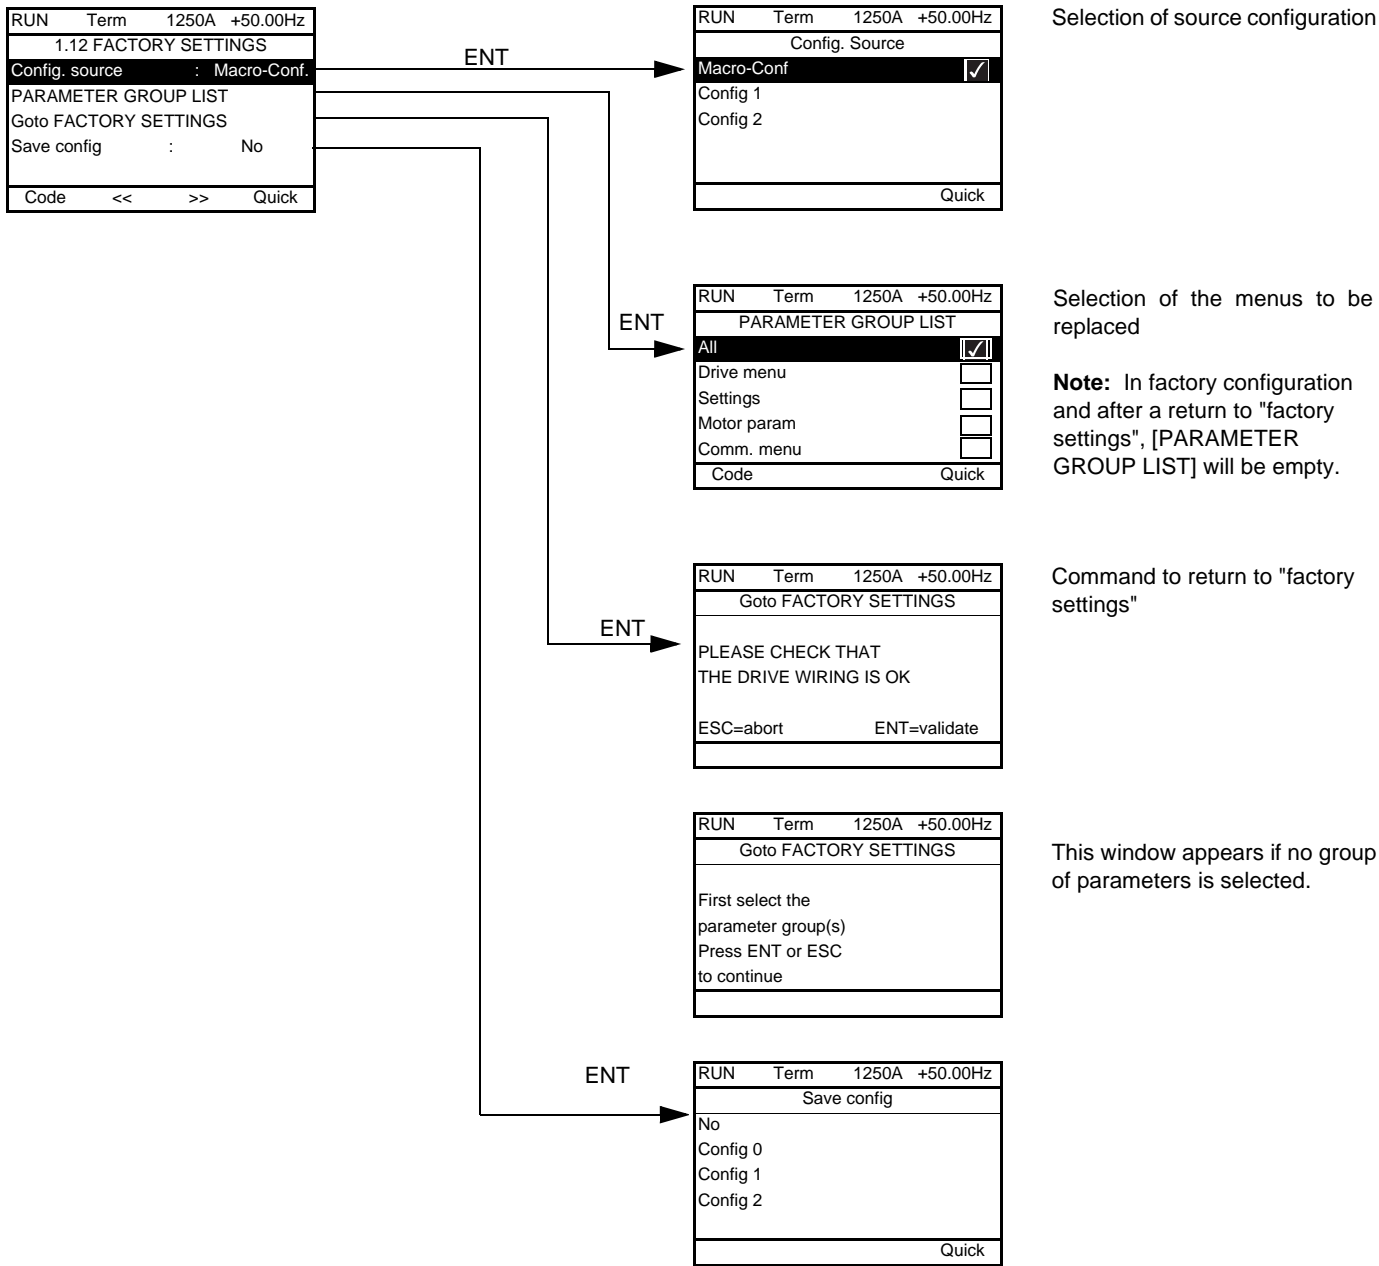 RUN Term 1250A +50.00Hz
1.12 FACTORY SETTINGS
Config. source : Macro-Conf.
PARAMETER GROUP LIST
Goto FACTORY SETTINGS
Save config : No
Code << >> Quick
ENT
RUN Term 1250A +50.00Hz
Config. Source
Macro-Conf
Config 1
Config 2
Quick
Selection of source configuration
ENT
RUN Term 1250A +50.00Hz
PARAMETER GROUP LIST
All
Drive menu
Settings
Motor param
Comm. menu
Code Quick
Selection of the menus to be
replaced
Note: In factory configuration
and after a return to "factory
settings", [PARAMETER
GROUP LIST] will be empty.
ENT
RUN Term 1250A +50.00Hz
Goto FACTORY SETTINGS
PLEASE CHECK THAT
THE DRIVE WIRING IS OK
ESC=abort ENT=validate
Command to return to "factory
settings"
RUN Term 1250A +50.00Hz
Goto FACTORY SETTINGS
First select the
parameter group(s)
Press ENT or ESC
to continue
This window appears if no group
of parameters is selected.
ENT
RUN Term 1250A +50.00Hz
Save config
No
Config 0
Config 1
Config 2
Quick